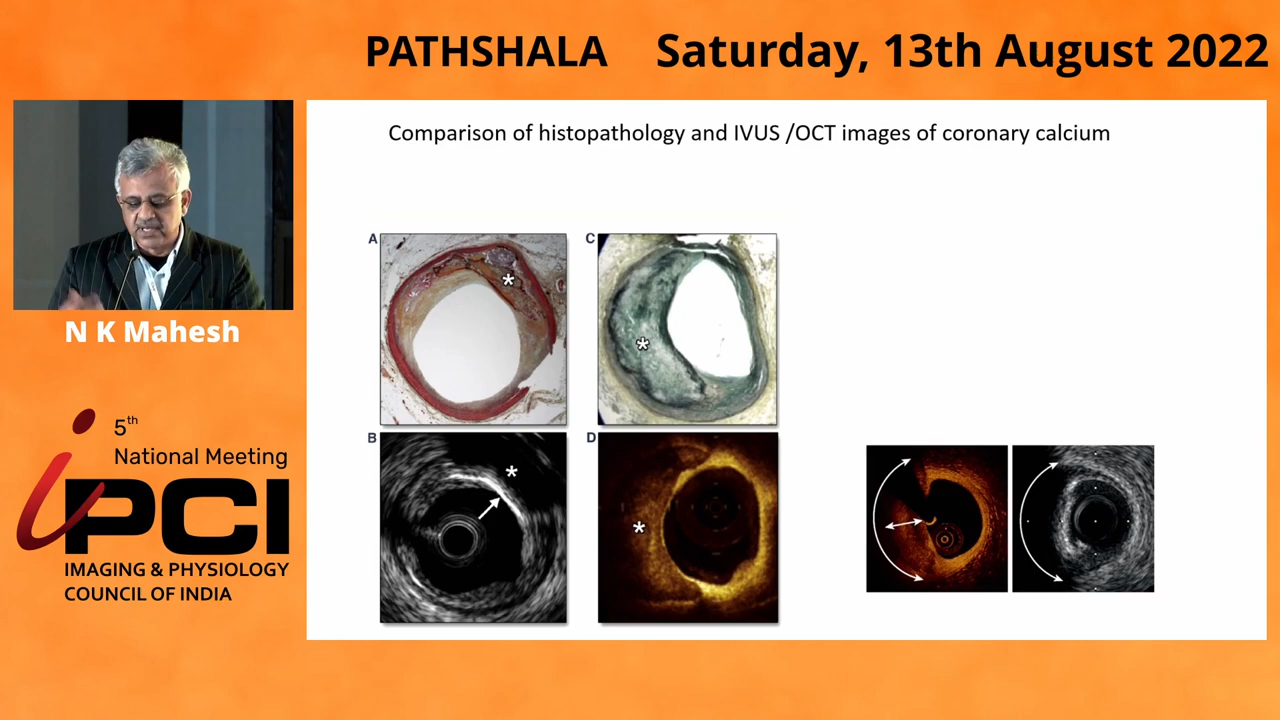 PATHSHALA Saturday, 13th August 2022
Comparison of histopathology and IVUS /OCT images of coronary calcium
A
C
*
*
B
D
*
*
N K Mahesh
5th
National Meeting
iPCI
IMAGING & PHYSIOLOGY
COUNCIL OF INDIA